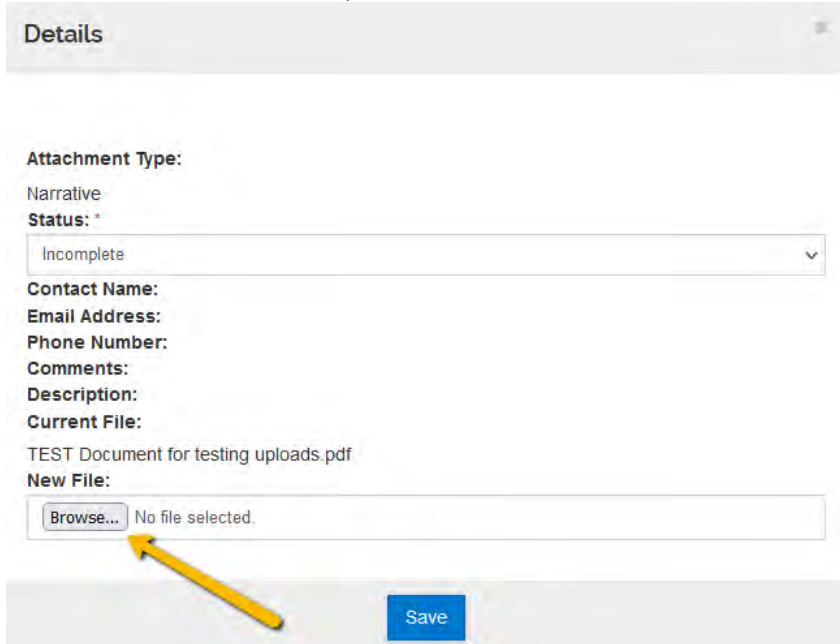 Details
Attachment Type:
Narrative
Status: *
Incomplete
Contact Name:
Email Address:
Phone Number:
Comments:
Description:
Current File:
TEST Document for testing uploads.pdf
New File:
Browse... No file selected.
Save